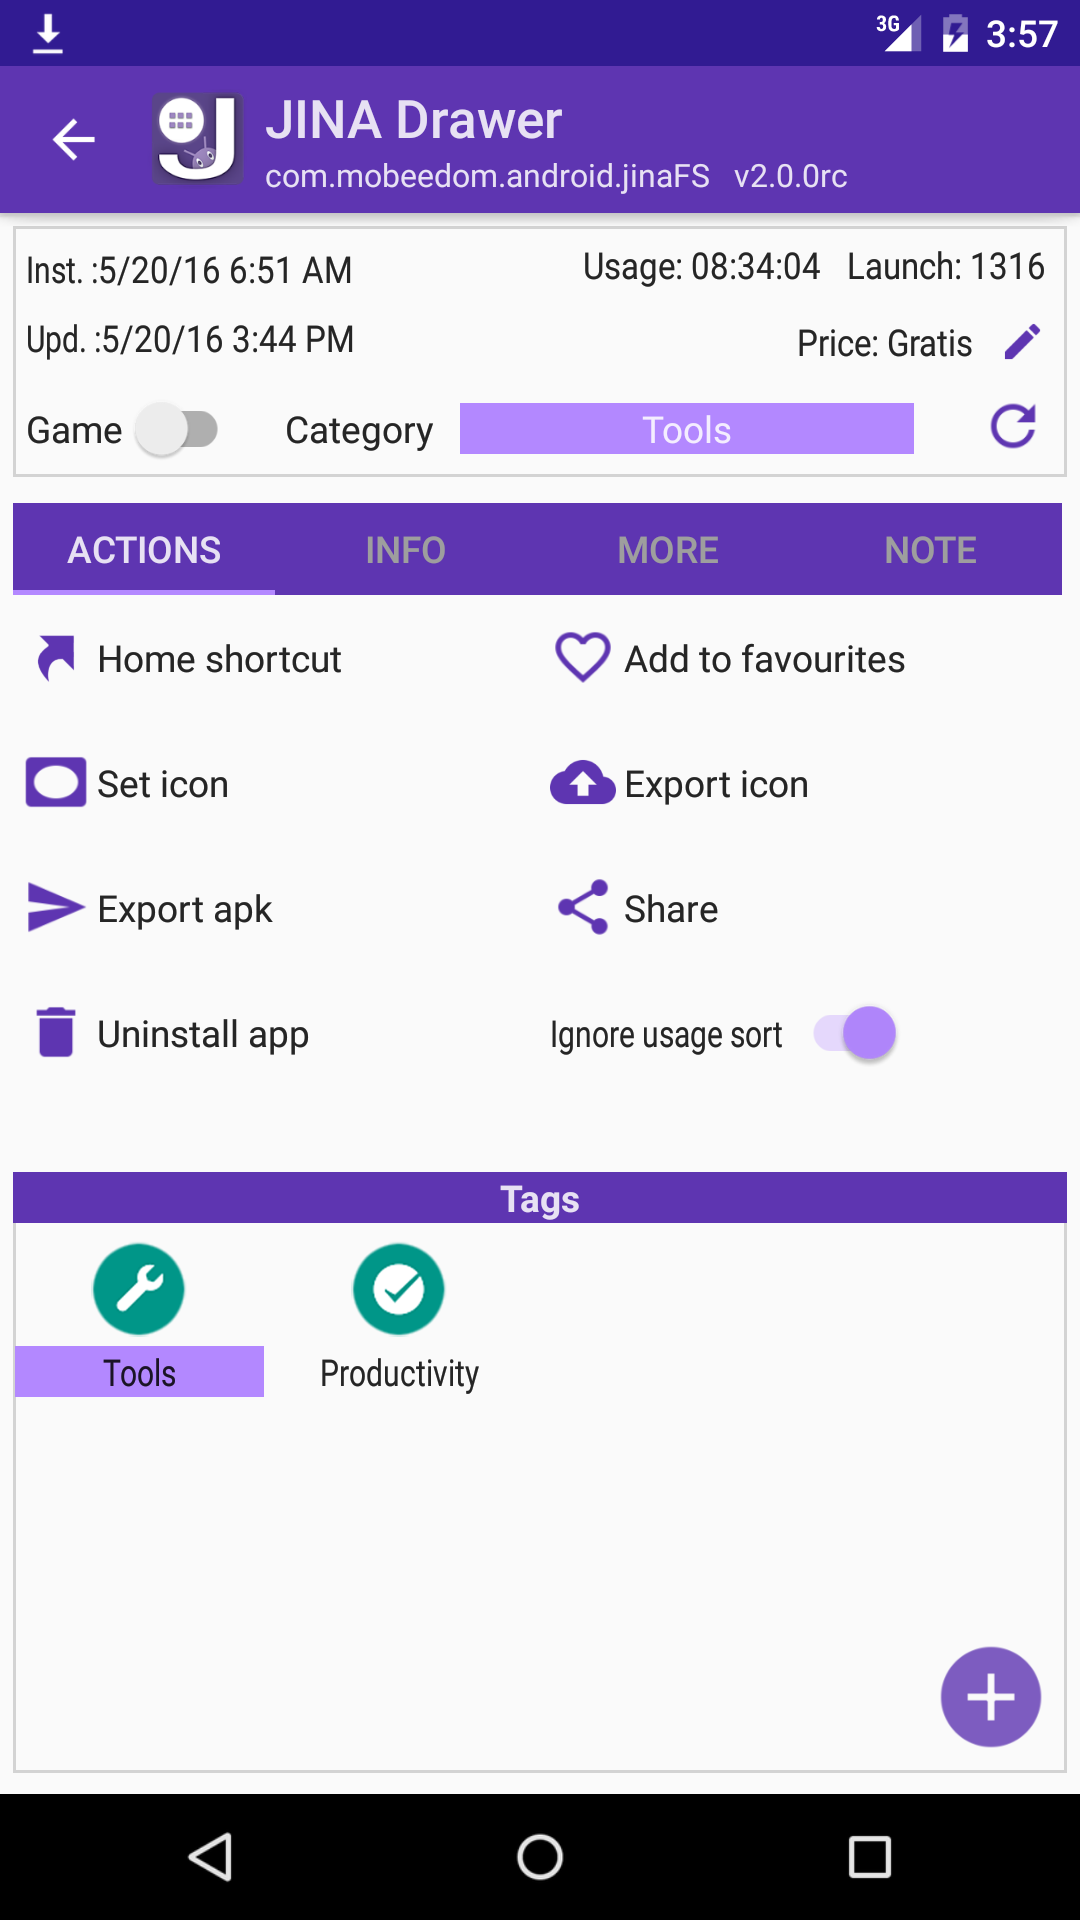 3G 3:57
JINA Drawer
com.mobeedom.android.jinaFS v2.0.0rc
Inst. :5/20/16 6:51 AM Usage: 08:34:04 Launch: 1316
Upd. :5/20/16 3:44 PM Price: Gratis
Game Category Tools
ACTIONS INFO MORE NOTE
Home shortcut Add to favourites
Set icon Export icon
Export apk Share
Uninstall app Ignore usage sort
Tags
Tools Productivity